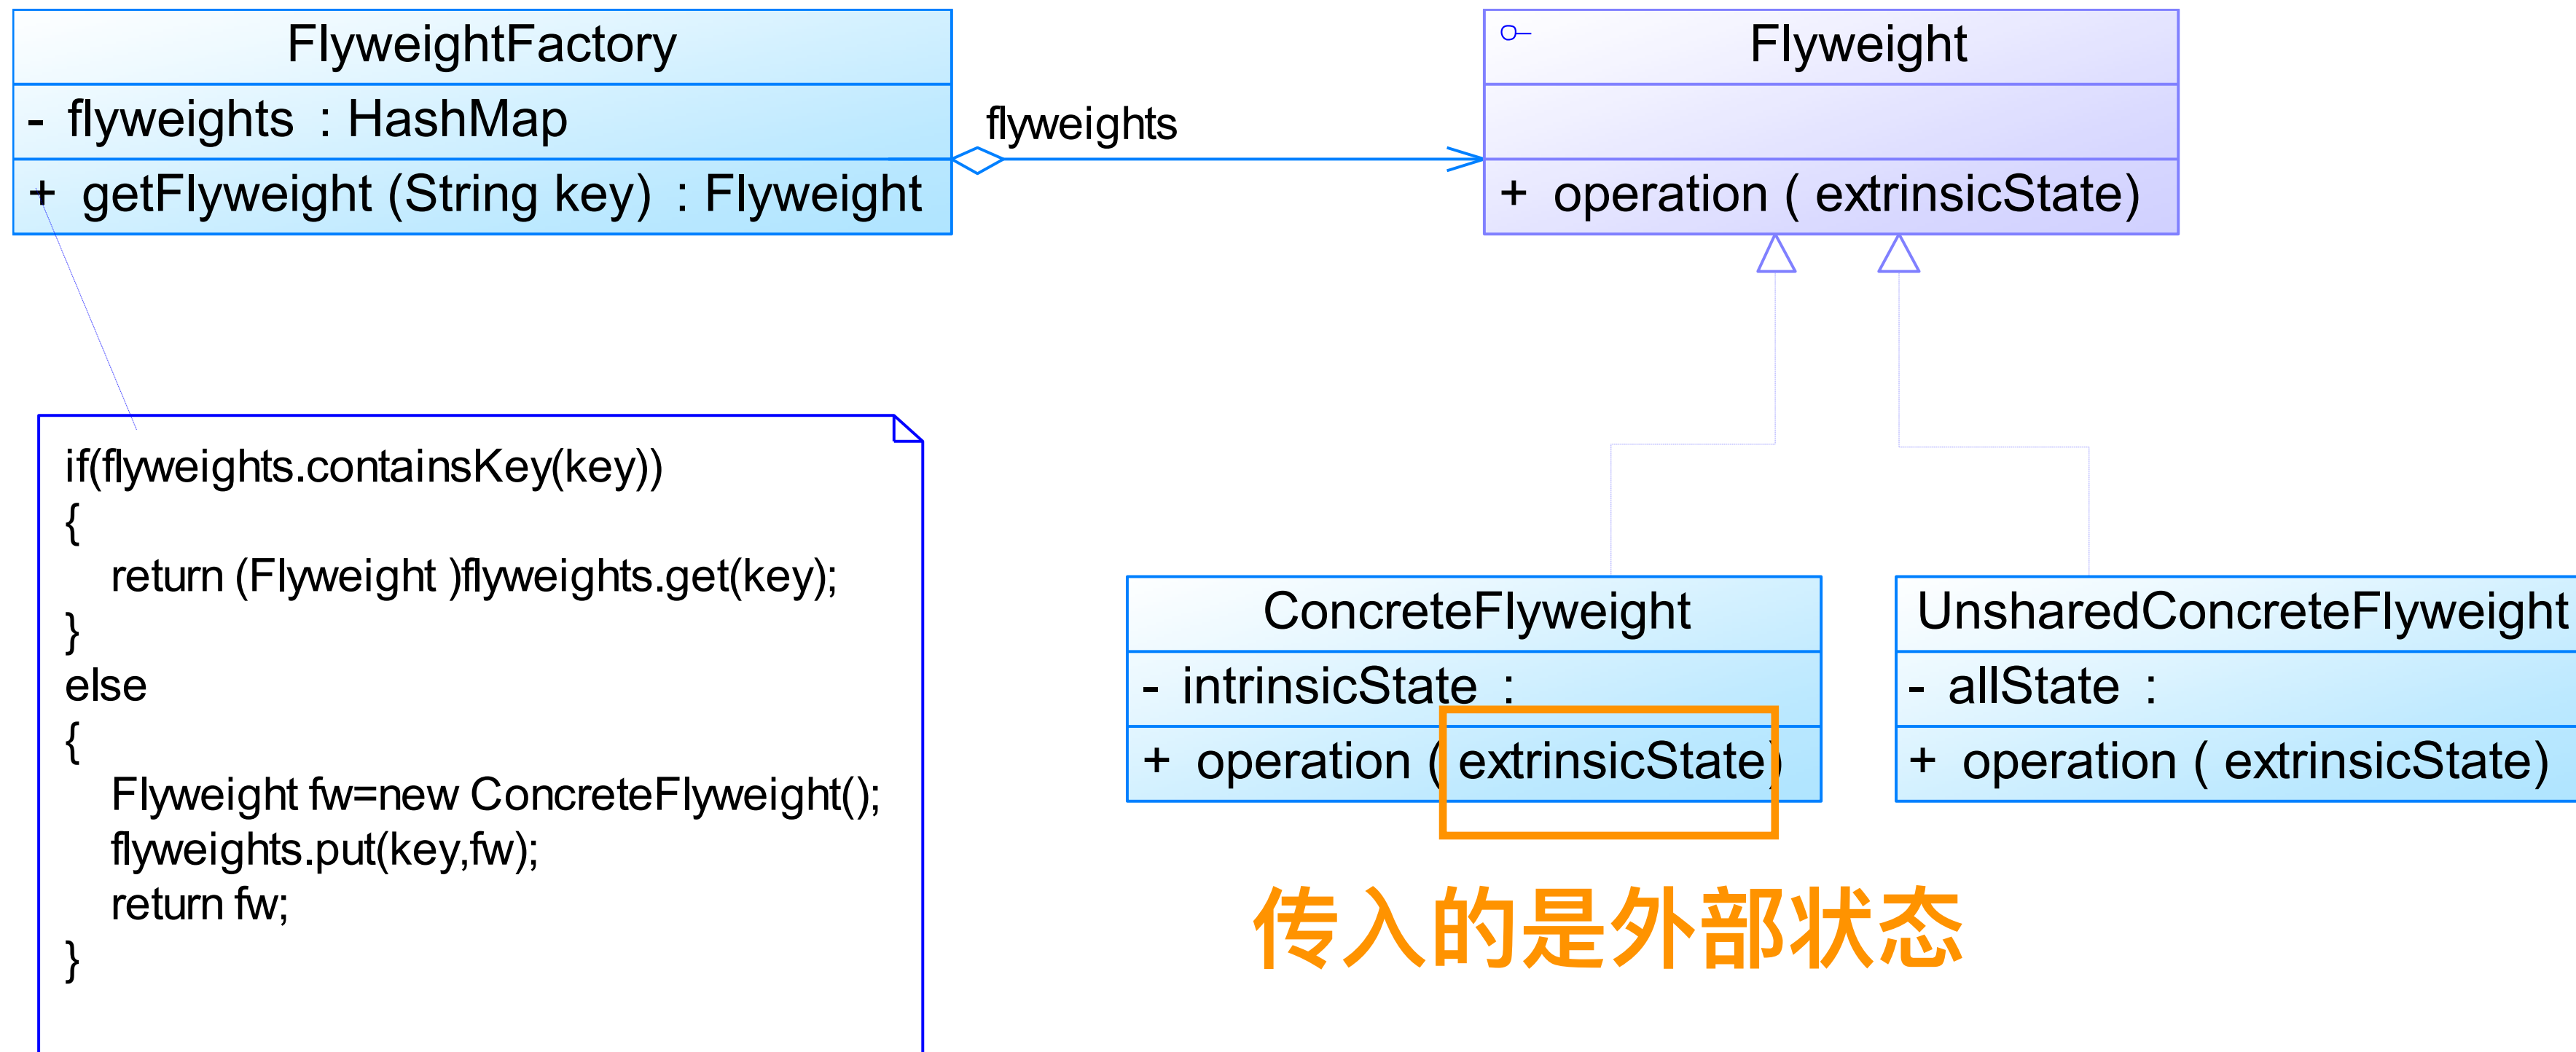 FlyweightFactory
- flyweights : HashMap
+ getFlyweight (String key) : Flyweight
flyweights
Flyweight
+ operation ( extrinsicState)
if(flyweights.containsKey(key))
{
return (Flyweight )flyweights.get(key);
}
else
{
Flyweight fw=new ConcreteFlyweight();
flyweights.put(key,fw);
return fw;
}
ConcreteFlyweight
- intrinsicState :
+ operation ( extrinsicState)
UnsharedConcreteFlyweight
- allState :
+ operation ( extrinsicState)
传入的是外部状态